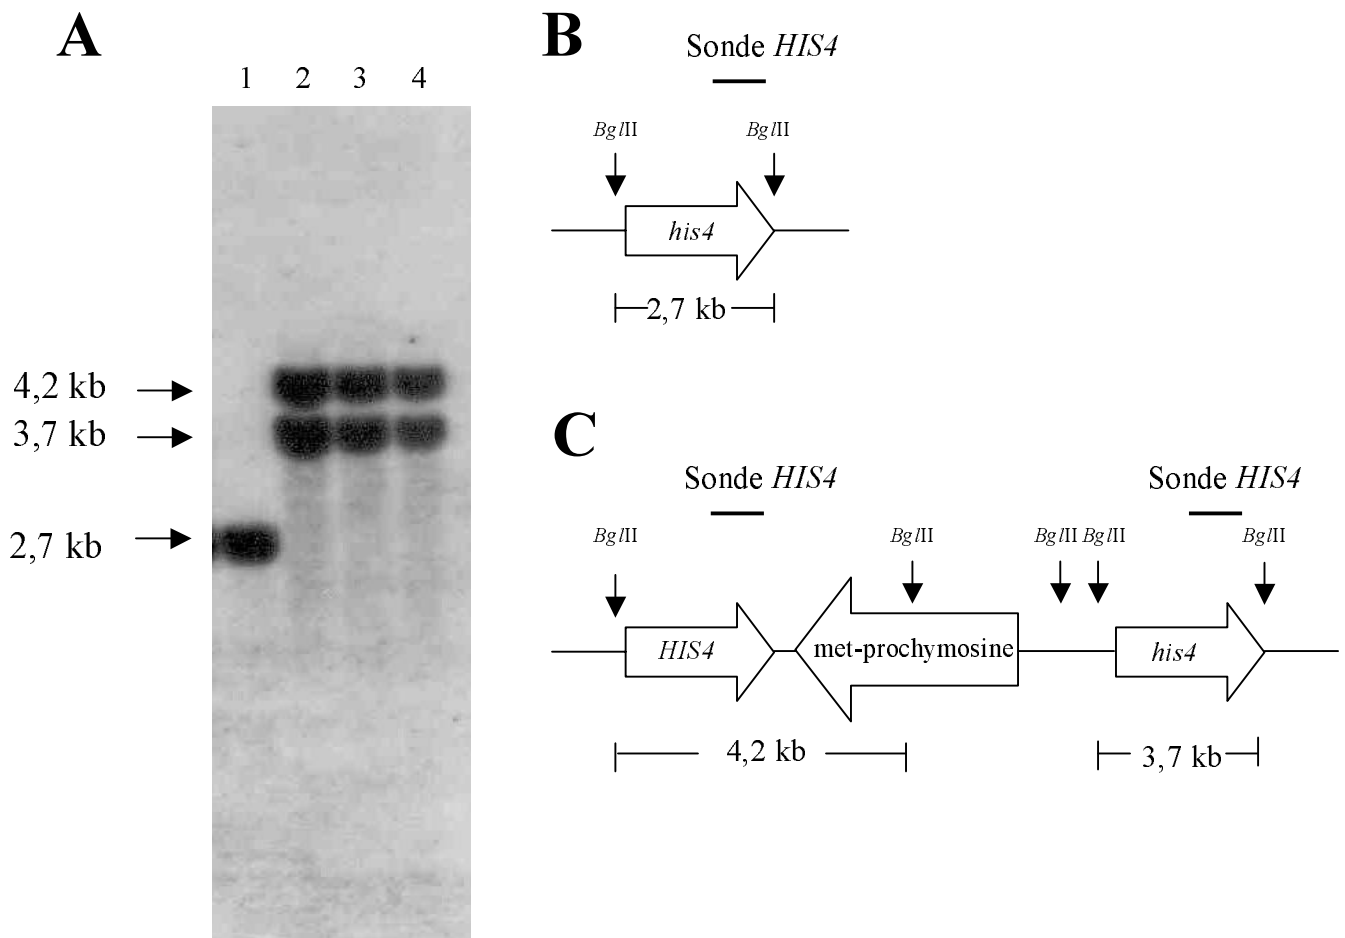 A
1 2 3 4
4,2 kb
3,7 kb
2,7 kb
B
Sonde HIS4
BglII BglII
his4
2,7 kb
C
Sonde HIS4 Sonde HIS4
BglII BglII BglII BglII BglII
HIS4 met-prochymosine his4
4,2 kb 3,7 kb